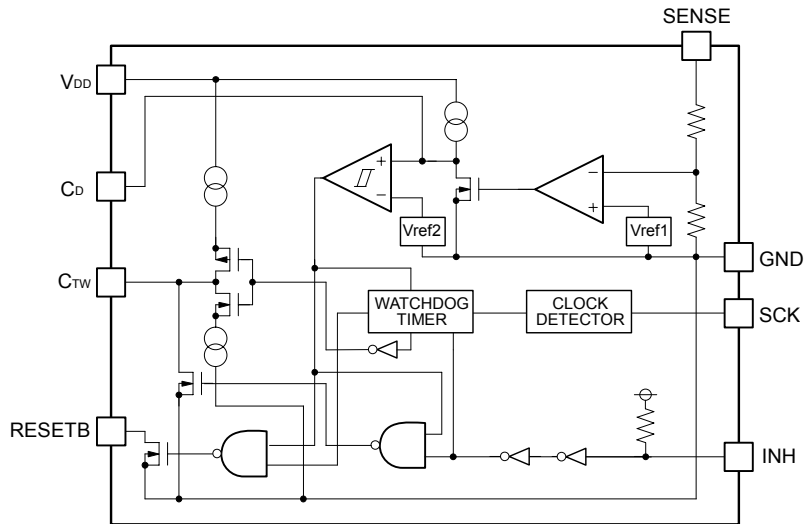 SENSE
VDD
CD
+
−
−
+
Vref2
Vref1
GND
CTW
WATCHDOG
TIMER
CLOCK
DETECTOR
SCK
RESETB
INH